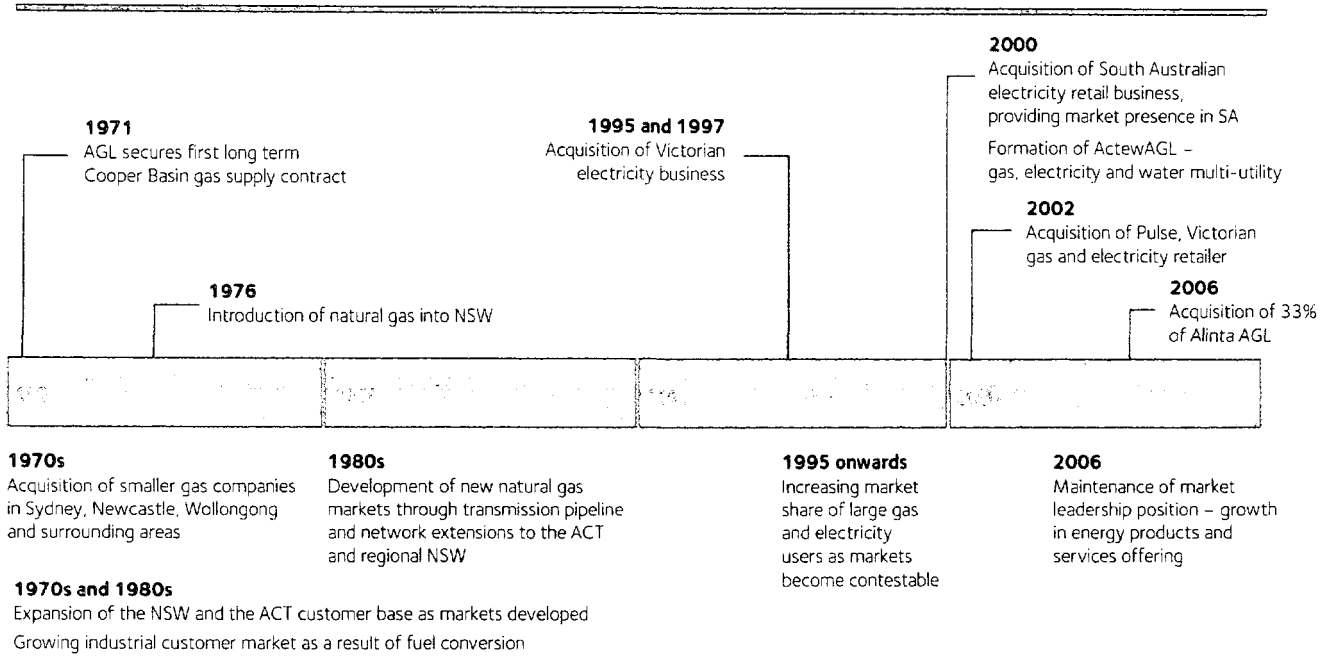 2000
Acquisition of South Australian
electricity retail business,
providing market presence in SA
Formation of ActewAGL –
gas, electricity and water multi-utility
1971
AGL secures first long term
Cooper Basin gas supply contract
1995 and 1997
Acquisition of Victorian
electricity business
2002
Acquisition of Pulse, Victorian
gas and electricity retailer
1976
Introduction of natural gas into NSW
2006
Acquisition of 33%
of Alinta AGL
1970s
Acquisition of smaller gas companies
in Sydney, Newcastle, Wollongong
and surrounding areas
1980s
Development of new natural gas
markets through transmission pipeline
and network extensions to the ACT
and regional NSW
1995 onwards
Increasing market
share of large gas
and electricity
users as markets
become contestable
2006
Maintenance of market
leadership position – growth
in energy products and
services offering
1970s and 1980s
Expansion of the NSW and the ACT customer base as markets developed
Growing industrial customer market as a result of fuel conversion